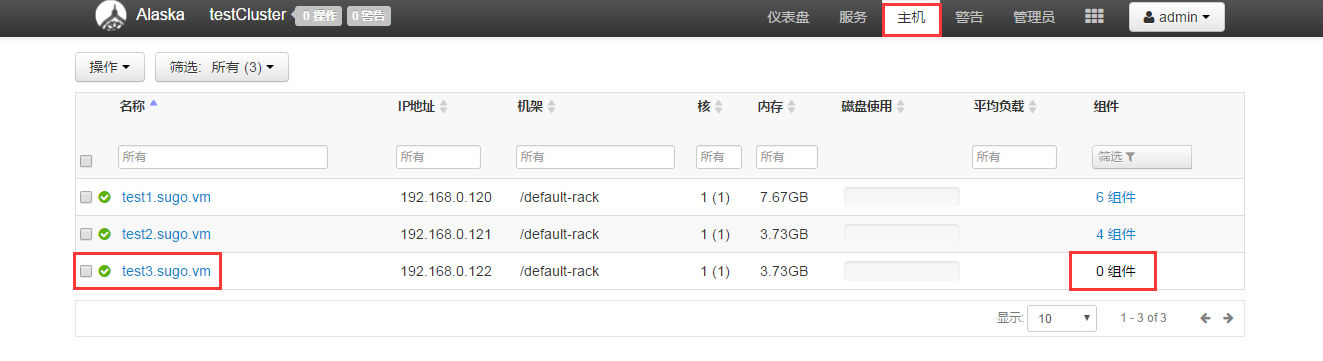 Alaska testCluster 0 操作 0 警告 仪表盘 服务 主机 警告 管理员 admin
操作 筛选: 所有 (3)
名称 IP地址 机架 核 内存 磁盘使用 平均负载 组件
所有 所有 所有 所有 所有 所有 筛选
test1.sugo.vm 192.168.0.120 /default-rack 1 (1) 7.67GB 6 组件
test2.sugo.vm 192.168.0.121 /default-rack 1 (1) 3.73GB 4 组件
test3.sugo.vm 192.168.0.122 /default-rack 1 (1) 3.73GB 0 组件
显示: 10 1 - 3 of 3